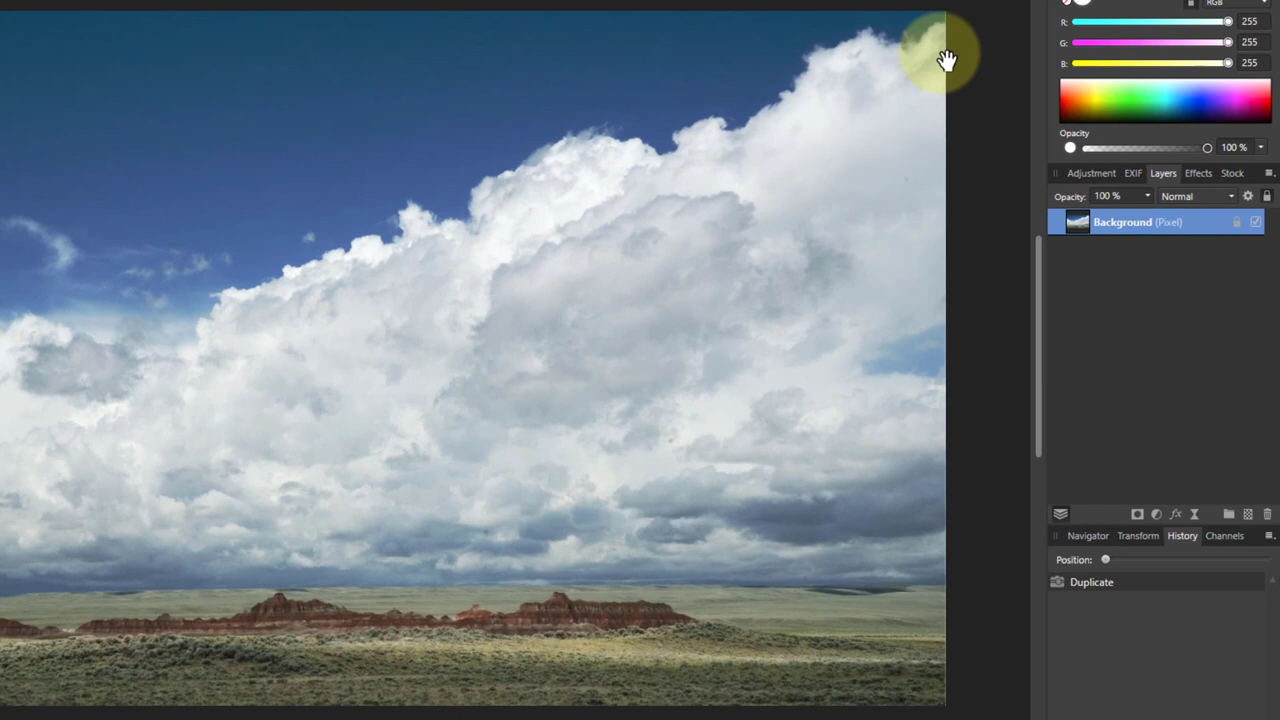 RGB
R: 255
G: 255
B: 255
Opacity
100 %
Adjustment EXIF Layers Effects Stock
Opacity: 100 % Normal
Background (Pixel)
fx
Navigator Transform History Channels
Position:
Duplicate